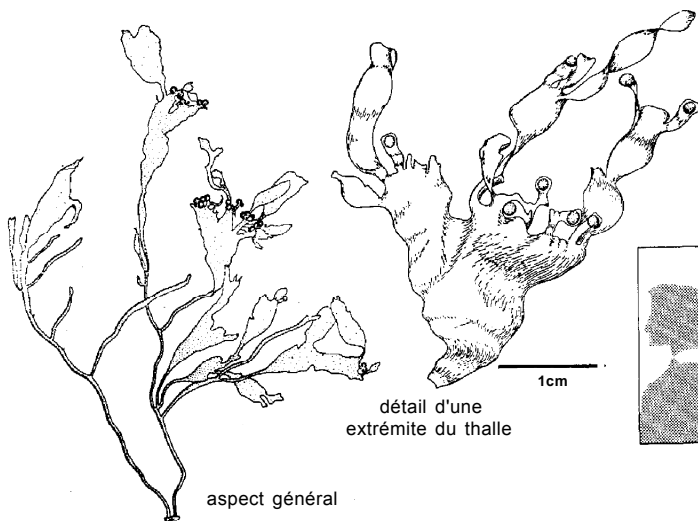 1cm
détail d'une
extrémite du thalle
aspect général